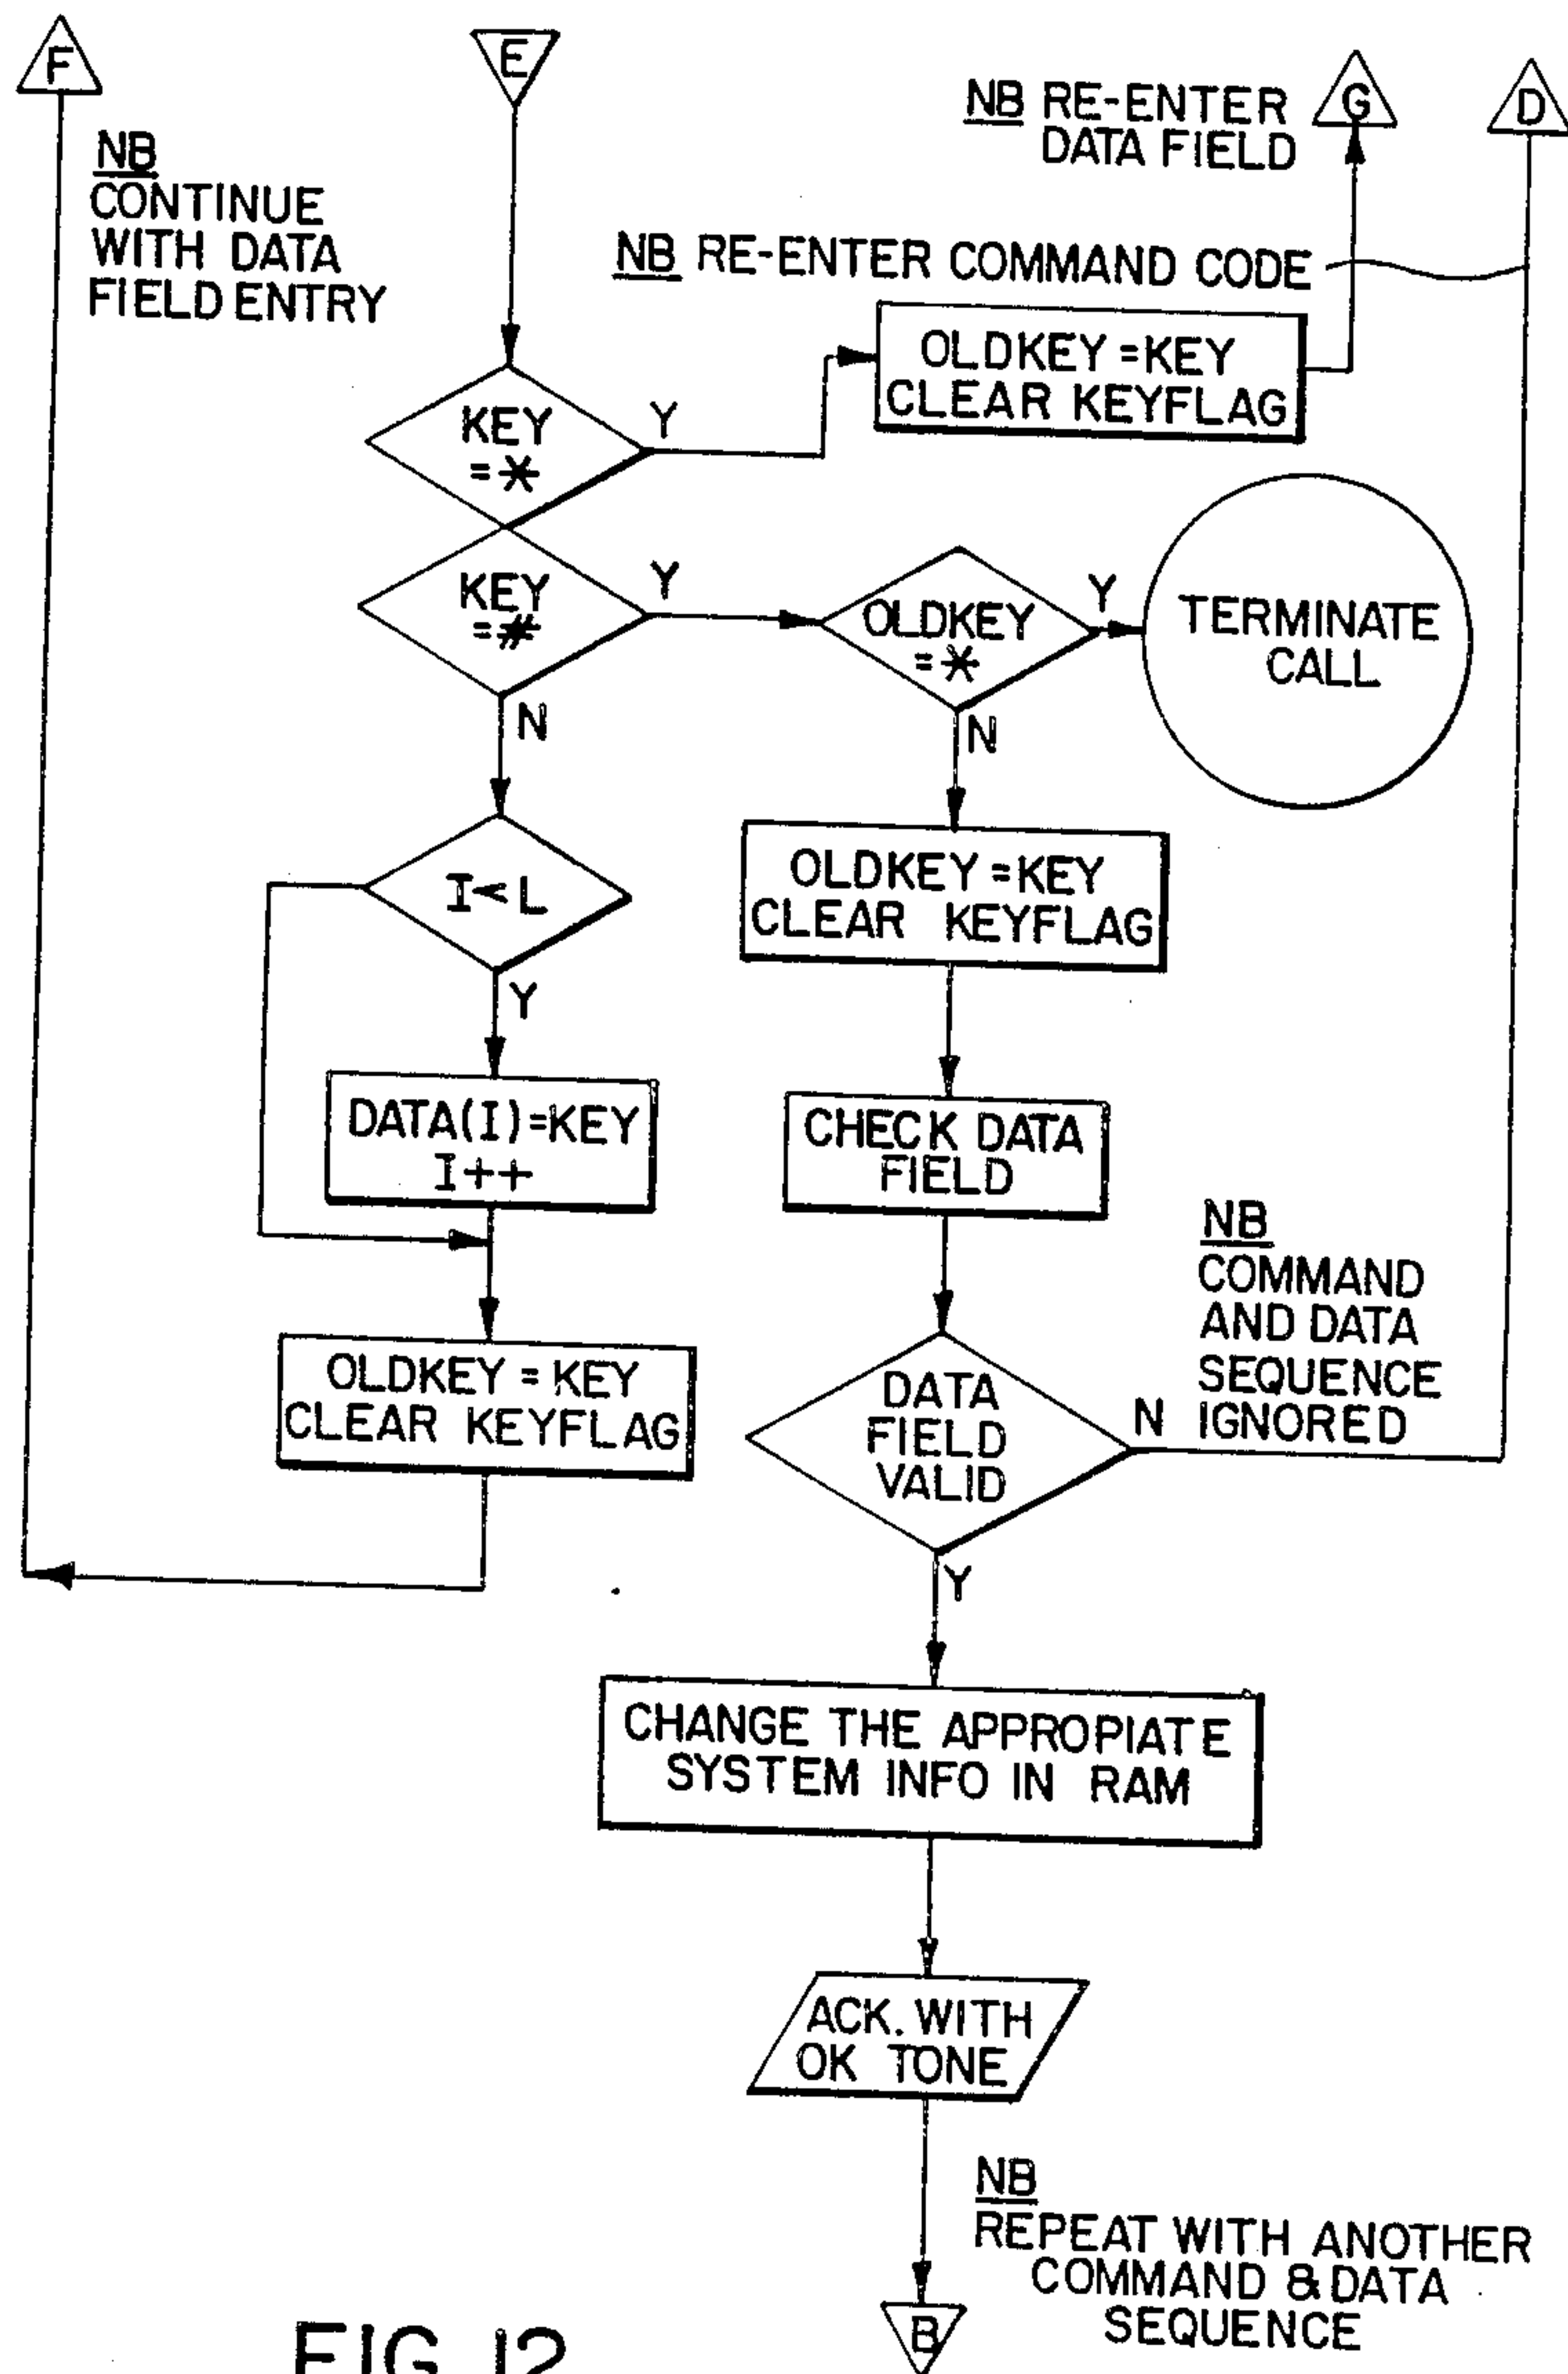 F
E
NB RE-ENTER
DATA FIELD
G
D
NB
CONTINUE
WITH DATA
FIELD ENTRY
NB RE-ENTER COMMAND CODE
OLDKEY = KEY
CLEAR KEYFLAG
KEY
=*
Y
KEY
=#
Y
OLDKEY
=*
Y
TERMINATE
CALL
N
N
I< L
OLDKEY = KEY
CLEAR KEYFLAG
Y
DATA(I)=KEY
I++
CHECK DATA
FIELD
NB
COMMAND
AND DATA
SEQUENCE
IGNORED
OLDKEY = KEY
CLEAR KEYFLAG
DATA
FIELD
VALID
N
Y
CHANGE THE APPROPIATE
SYSTEM INFO IN RAM
ACK. WITH
OK TONE
NB
REPEAT WITH ANOTHER
COMMAND & DATA
SEQUENCE
B
FIG. 12